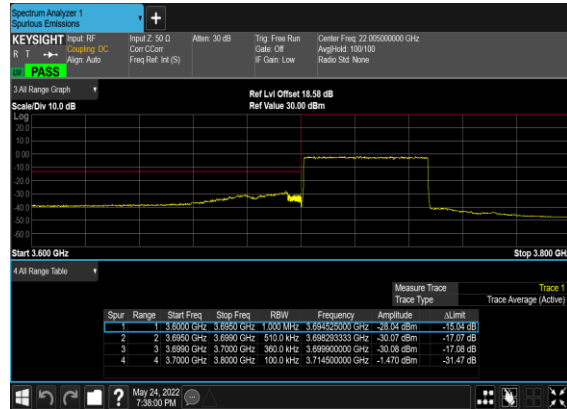 Spectrum Analyzer 1
Spurious Emissions
+
KEYSIGHT Input: RF Input Z: 50 Ω Atten: 30 dB Trig: Free Run Center Freq: 22.005000000 GHz
R T Coupling: DC Corr CCorr Gate: Off Avg|Hold: 100/100
Align: Auto Freq Ref: Int (S) IF Gain: Low Radio Std: None
PASS
3 All Range Graph
Ref Lvl Offset 18.58 dB
Scale/Div 10.0 dB Ref Value 30.00 dBm
Log
20.0
10.0
0.00
-10.0
-20.0
-30.0
-40.0
-50.0
-60.0
Start 3.600 GHz Stop 3.800 GH
4 All Range Table
Measure Trace Trace 1
Trace Type Trace Average (Active)
Spur Range Start Freq Stop Freq RBW Frequency Amplitude ΔLimit
1 1 3.6000 GHz 3.6950 GHz 1.000 MHz 3.694525000 GHz -28.04 dBm -15.04 dB
2 2 3.6950 GHz 3.6990 GHz 510.0 kHz 3.698293333 GHz -30.07 dBm -17.07 dB
3 3 3.6990 GHz 3.7000 GHz 360.0 kHz 3.699900000 GHz -30.08 dBm -17.08 dB
4 4 3.7000 GHz 3.8000 GHz 100.0 kHz 3.714500000 GHz -1.470 dBm -31.47 dB
? May 24, 2022
7:38:00 PM